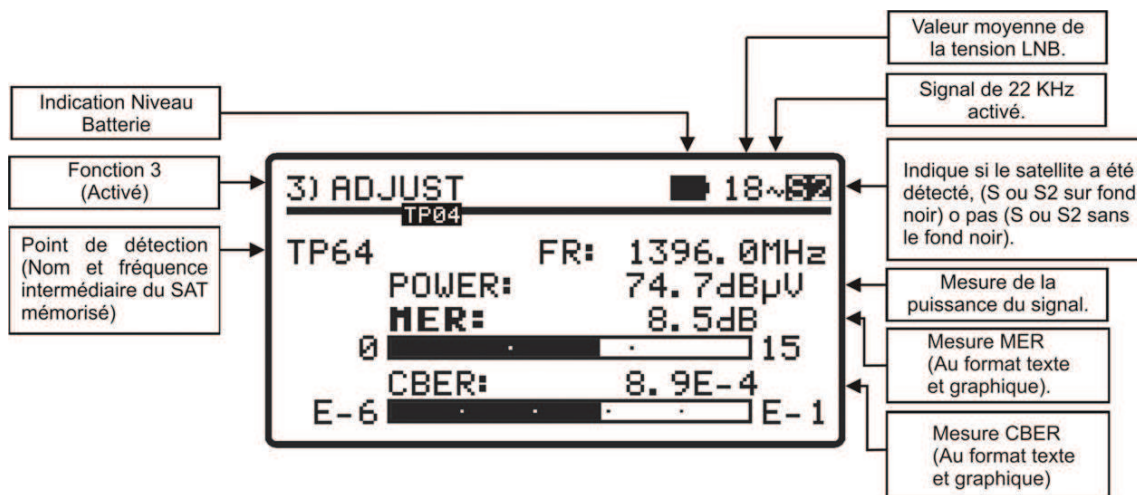 Valeur moyenne de
la tension LNB.
Indication Niveau
Batterie
Signal de 22 KHz
activé.
Fonction 3
(Activé)
Indique si le satellite a été
détecté, (S ou S2 sur fond
noir) o pas (S ou S2 sans
le fond noir).
3) ADJUST 18~S2
TP04
Point de détection
(Nom et fréquence
intermédiaire du SAT
mémorisé)
TP64 FR: 1396.0MHz
POWER: 74.7dBµV
MER: 8.5dB
0 15
CBER: 8.9E-4
E-6 E-1
Mesure de la
puissance du signal.
Mesure MER
(Au format texte
et graphique).
Mesure CBER
(Au format texte
et graphique)